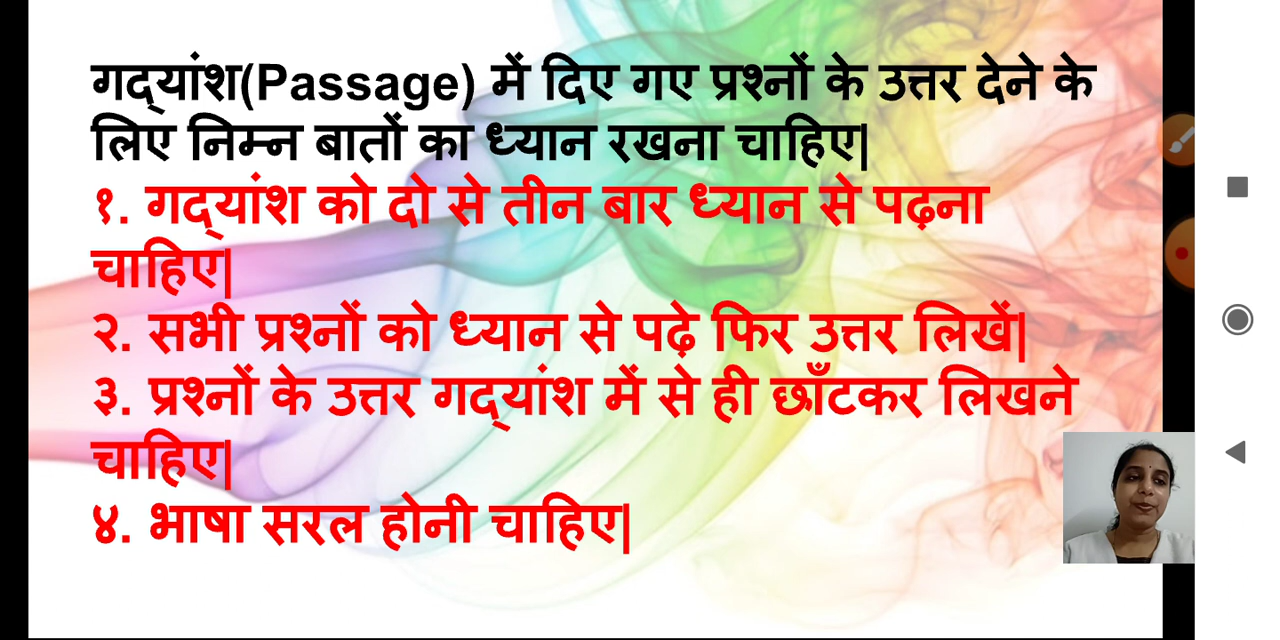 गद्यांश(Passage) में दिए गए प्रश्नों के उत्तर देने के
लिए निम्न बातों का ध्यान रखना चाहिए|
१. गद्यांश को दो से तीन बार ध्यान से पढ़ना
चाहिए|
२. सभी प्रश्नों को ध्यान से पढ़े फिर उत्तर लिखें|
३. प्रश्नों के उत्तर गद्यांश में से ही छाँटकर लिखने
चाहिए|
४. भाषा सरल होनी चाहिए|